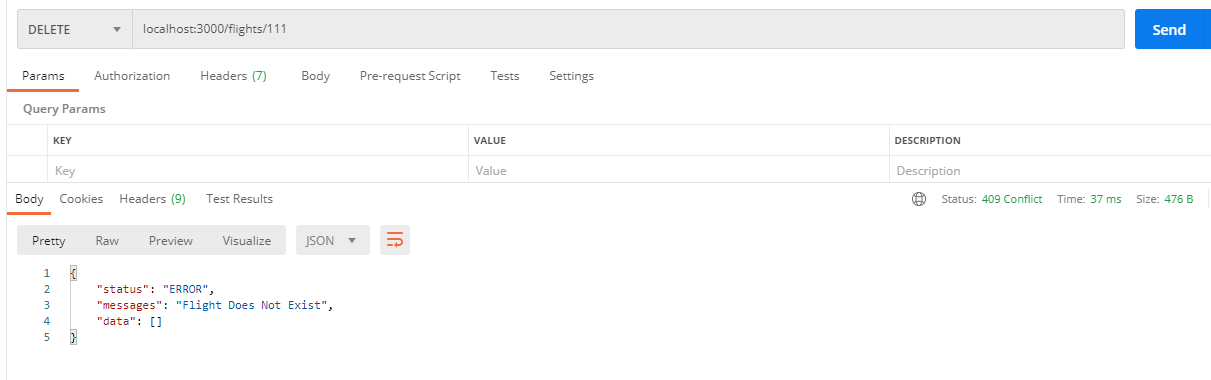 DELETE localhost:3000/flights/111 Send
Params Authorization Headers (7) Body Pre-request Script Tests Settings
Query Params
KEY VALUE DESCRIPTION
Key Value Description
Body Cookies Headers (9) Test Results Status: 409 Conflict Time: 37 ms Size: 476 B
Pretty Raw Preview Visualize JSON
1 {
2 "status": "ERROR",
3 "messages": "Flight Does Not Exist",
4 "data": []
5 }